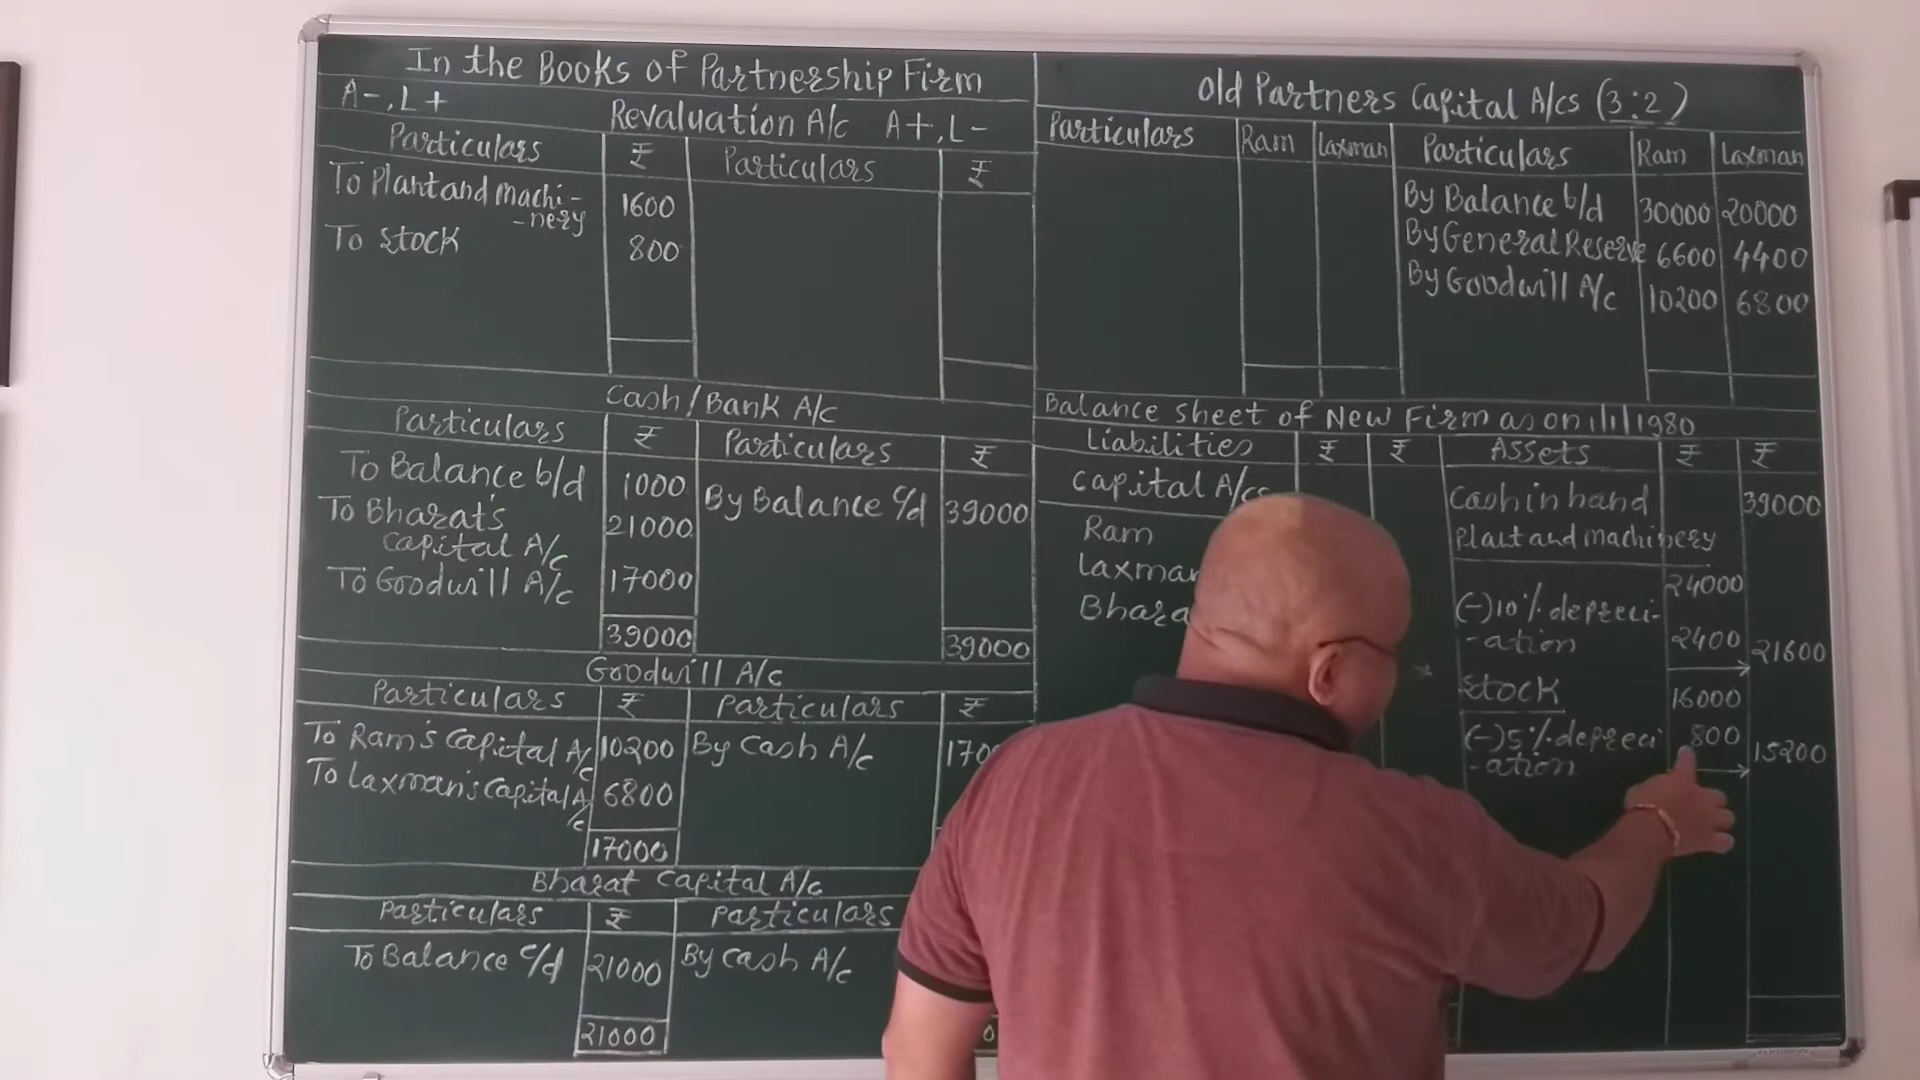 In the Books of Partnership Firm
A-, L+
Revaluation A/c A+, L-
Particulars ₹ Particulars ₹
To Plant and machi- 1600
-nery
To Stock 800
Cash/Bank A/c
Particulars ₹ Particulars ₹
To Balance b/d 1000 By Balance c/d 39000
To Bharat's 21000
capital A/c
To Goodwill A/c 17000
39000 39000
Goodwill A/c
Particulars ₹ Particulars ₹
To Ram's Capital A/c 10200 By Cash A/c
To Laxman's Capital A/c 6800
17000
Bharat Capital A/c
Particulars ₹ Particulars
To Balance c/d 21000 By Cash A/c
21000
Old Partners Capital A/cs (3:2)
Particulars Ram Laxman Particulars Ram Laxman
By Balance b/d 30000 20000
By General Reserve 6600 4400
By Goodwill A/c 10200 6800
Balance Sheet of New Firm as on 1/1/1980
Liabilities ₹ ₹ Assets ₹ ₹
Capital A/cs Cash in hand 39000
Ram Plant and machinery
Laxman 24000
(-)10% depreci-
-ation 2400 21600
Stock 16000
(-)5% depreci 800 15200
-ation